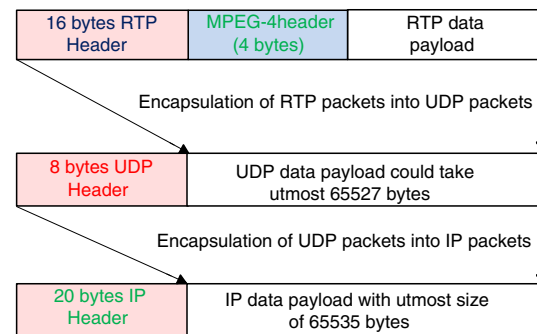 16 bytes RTP
Header
MPEG-4header
(4 bytes)
RTP data
payload
Encapsulation of RTP packets into UDP packets
8 bytes UDP
Header
UDP data payload could take
utmost 65527 bytes
Encapsulation of UDP packets into IP packets
20 bytes IP
Header
IP data payload with utmost size
of 65535 bytes